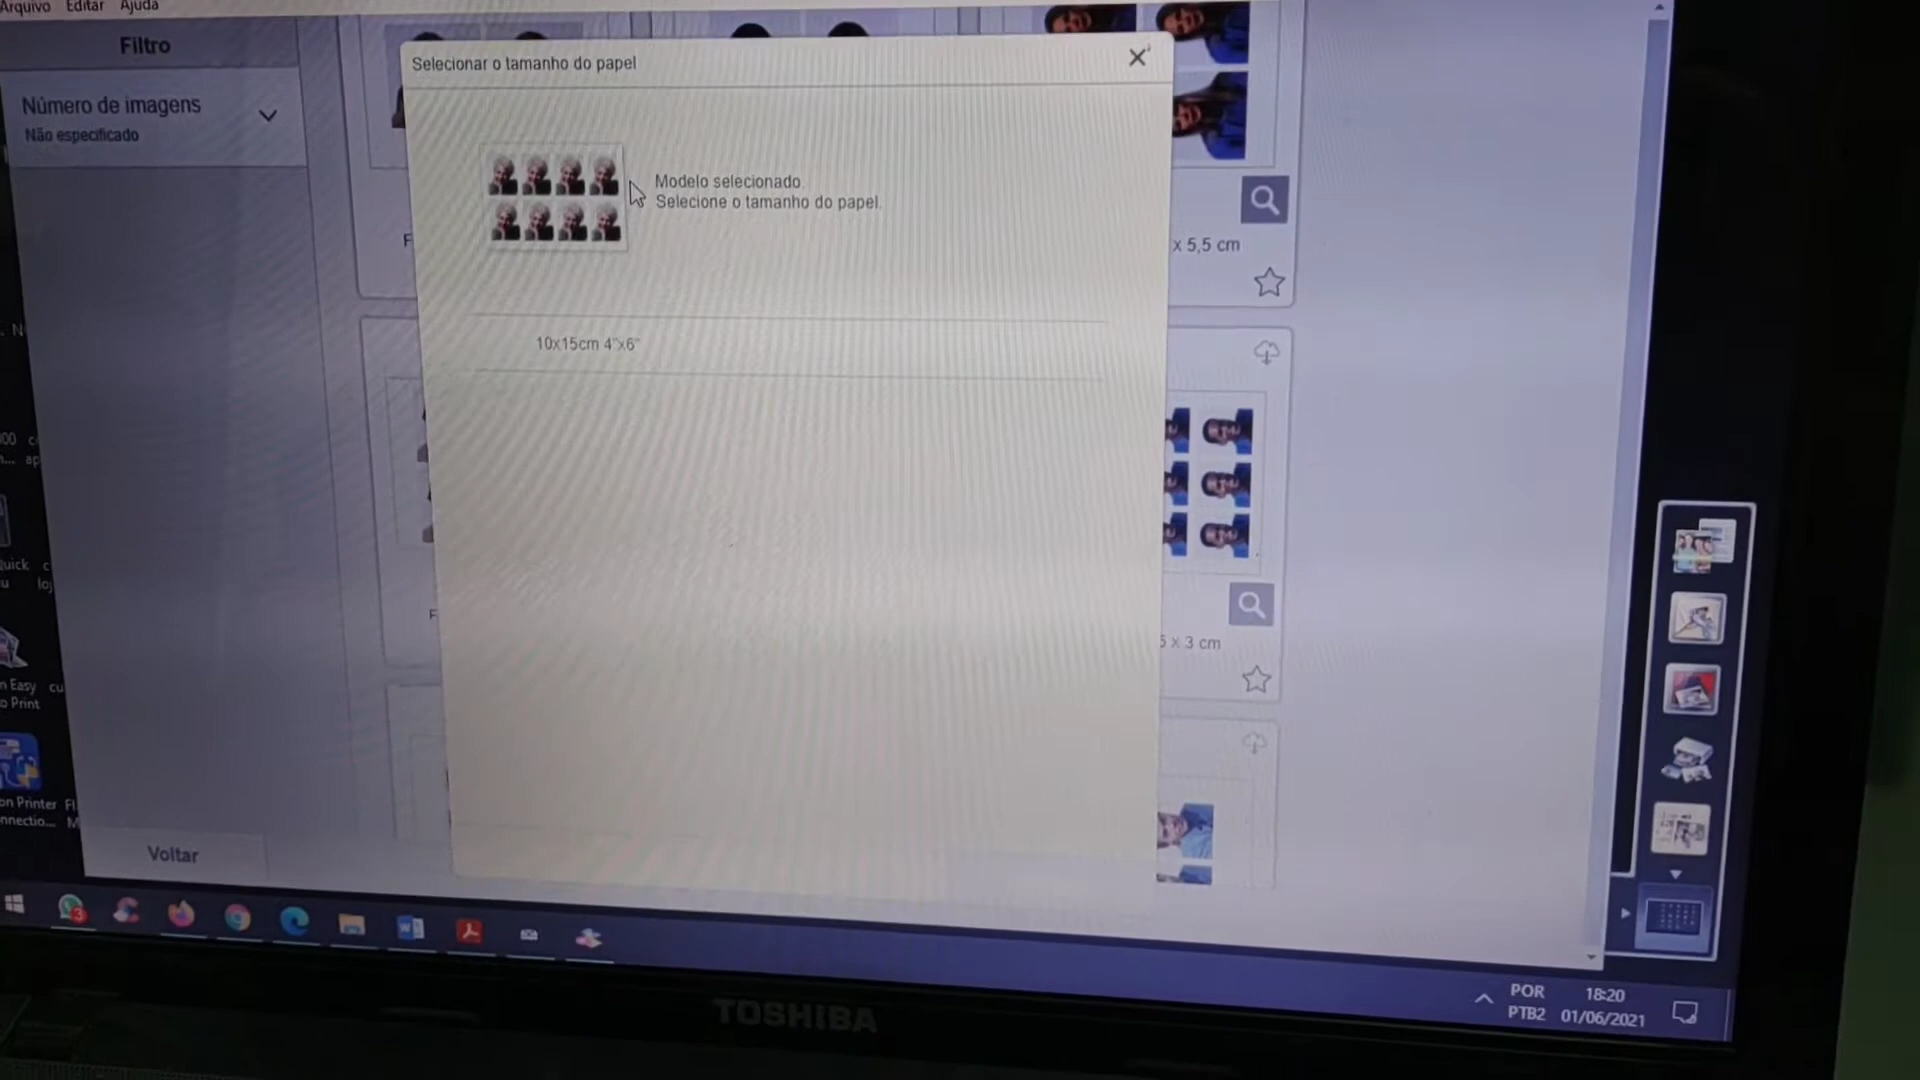 Arquivo Editar Ajuda
Filtro
Número de imagens
Não especificado
Selecionar o tamanho do papel
Modelo selecionado.
Selecione o tamanho do papel.
10x15cm 4"x6"
x 5,5 cm
x 3 cm
Easy
Print
Printer
Voltar
POR
PTB2
18:20
01/06/2021
3
TOSHIBA